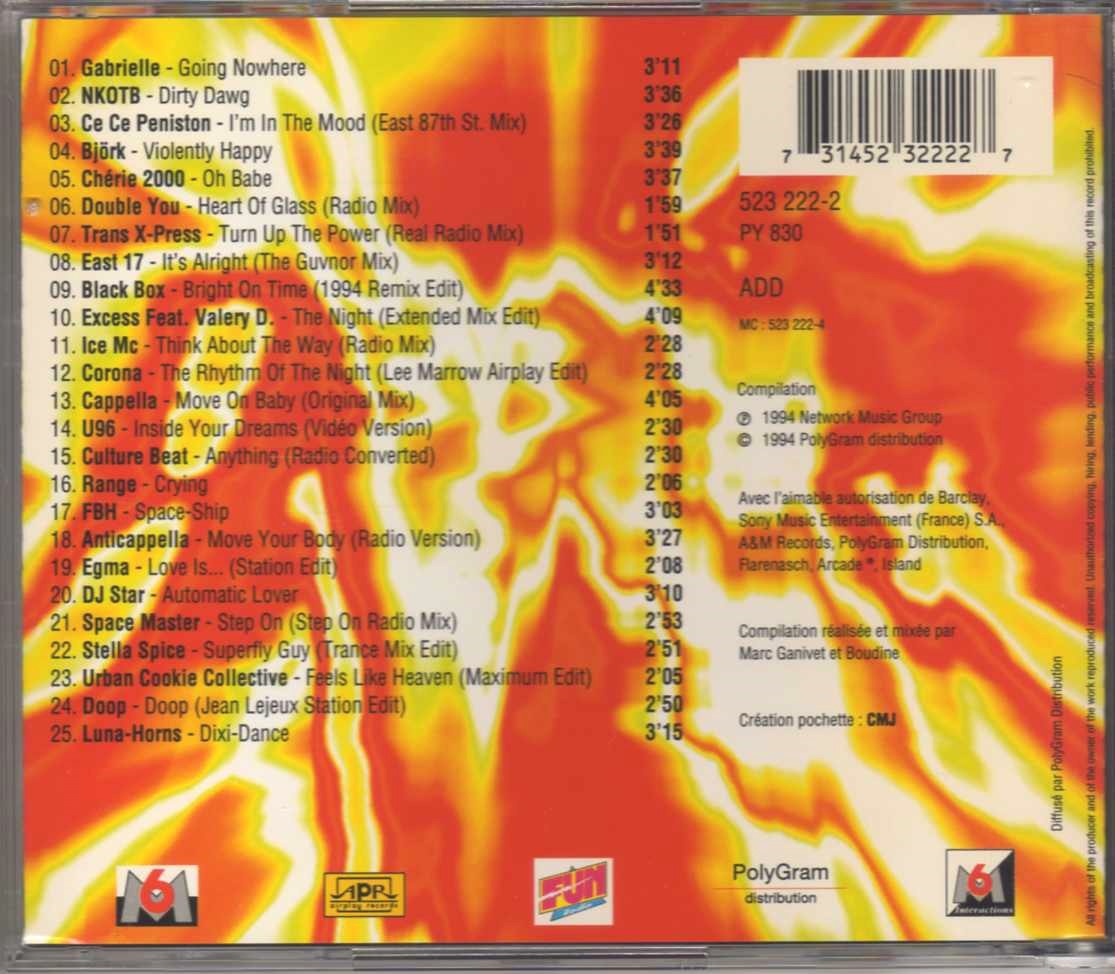 01. Gabrielle - Going Nowhere 3'11
02. NKOTB - Dirty Dawg 3'36
03. Ce Ce Peniston - I'm In The Mood (East 87th St. Mix) 3'26
04. Björk - Violently Happy 3'39
05. Chérie 2000 - Oh Babe 3'37
06. Double You - Heart Of Glass (Radio Mix) 1'59
07. Trans X-Press - Turn Up The Power (Real Radio Mix) 1'51
08. East 17 - It's Alright (The Guvnor Mix) 3'12
09. Black Box - Bright On Time (1994 Remix Edit) 4'33
10. Excess Feat. Valery D. - The Night (Extended Mix Edit) 4'09
11. Ice Mc - Think About The Way (Radio Mix) 2'28
12. Corona - The Rhythm Of The Night (Lee Marrow Airplay Edit) 2'28
13. Cappella - Move On Baby (Original Mix) 4'05
14. U96 - Inside Your Dreams (Vidéo Version) 2'30
15. Culture Beat - Anything (Radio Converted) 2'30
16. Range - Crying 2'06
17. FBH - Space-Ship 3'03
18. Anticappella - Move Your Body (Radio Version) 3'27
19. Egma - Love Is... (Station Edit) 2'08
20. DJ Star - Automatic Lover 3'10
21. Space Master - Step On (Step On Radio Mix) 2'53
22. Stella Spice - Superfly Guy (Trance Mix Edit) 2'51
23. Urban Cookie Collective - Feels Like Heaven (Maximum Edit) 2'05
24. Doop - Doop (Jean Lejeux Station Edit) 2'50
25. Luna-Horns - Dixi-Dance 3'15
7 31452 32222 7
523 222-2
PY 830
ADD
MC : 523 222-4
Compilation
℗ 1994 Network Music Group
© 1994 PolyGram distribution
Avec l'aimable autorisation de Barclay,
Sony Music Entertainment (France) S.A.,
A&M Records, PolyGram Distribution,
Flarenasch, Arcade *, Island
Compilation réalisée et mixée par
Marc Ganivet et Boudine
Création pochette : CMJ
Diffusé par PolyGram Distribution
All rights of the producer and of the owner of the work reproduced reserved. Unauthorized copying, hiring, lending, public performance and broadcasting of this record prohibited.
M6
APR
airplay records
FUN
Radio
PolyGram
distribution
M6
Interactions